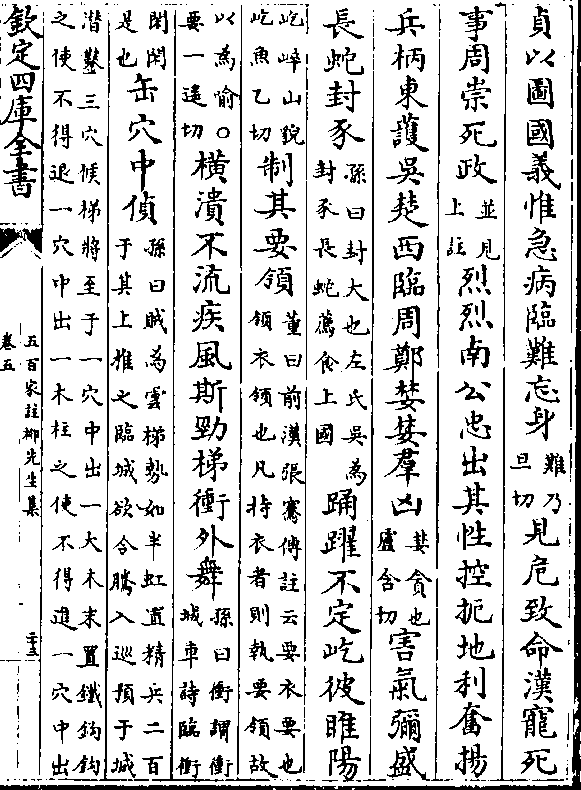 貞以圖國義惟急病臨難忘身難乃旦切見危致命漢寵死
事周崇死政並見上註烈烈南公忠出其性控扼地利奮揚
兵柄東護吳楚西臨周鄭婪婪羣凶婪貪也盧含切害氣彌盛
長蛇封豕孫曰封大也左氏吳為封豕長蛇薦食上國踊躍不定屹彼睢陽
屹崪山貌屹魚乙切制其要領董曰前漢張騫傳註云要衣要也領衣領也凡持衣者則執要領故
以為喻○要一遥切橫潰不流疾風斯勁梯衝外舞孫曰衝謂衝城車詩臨衝
閑閑是也缶穴中偵孫曰賊為雲梯勢如半虹置精兵二百于其上推之臨城欲令騰入巡預于城
潜鑿三穴候梯將至于一穴中出一大木末置鐵鉤鉤
之使不得退一穴中出一木柱之使不得進一穴中出
欽定四庫全書
五百家註柳先生集
卷五
二十三